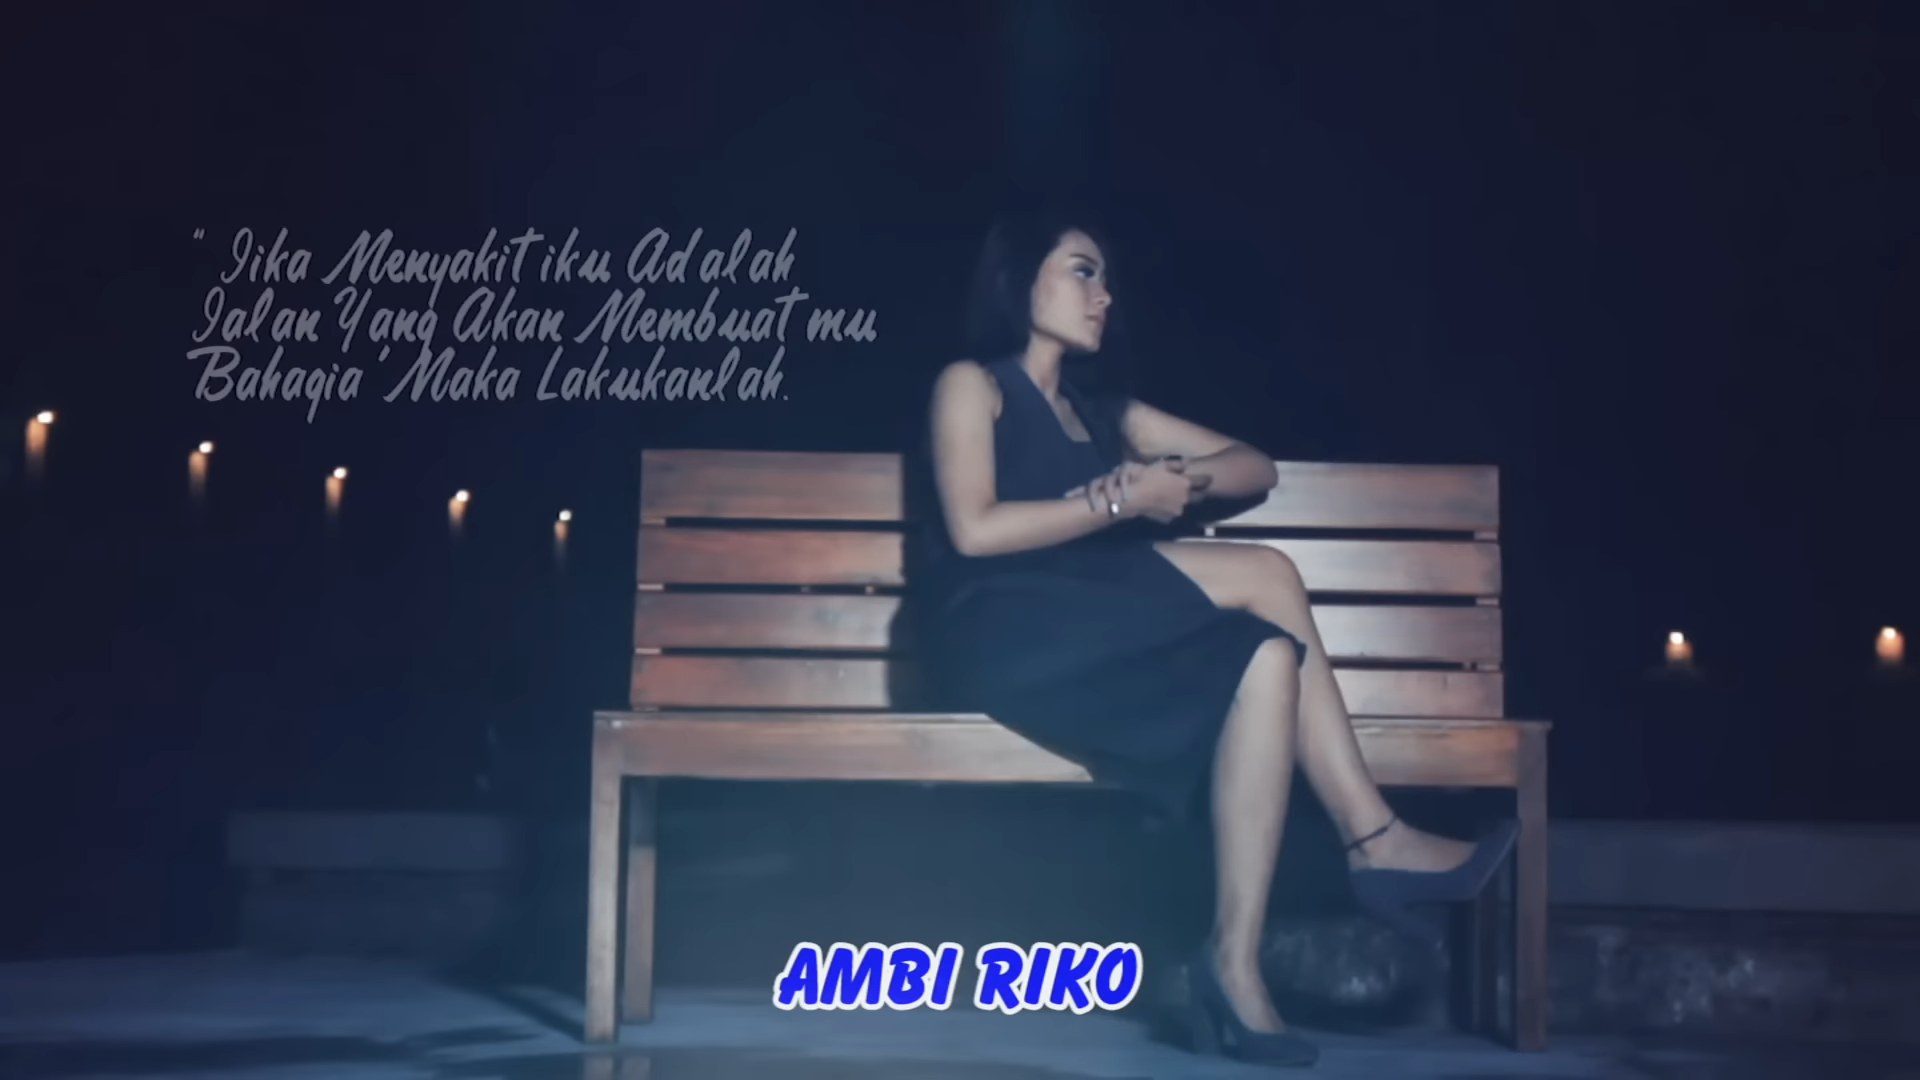 " Jika Menyakitiku Adalah
Jalan Yang Akan Membuatmu
Bahagia' Maka Lakukanlah.
AMBI RIKO